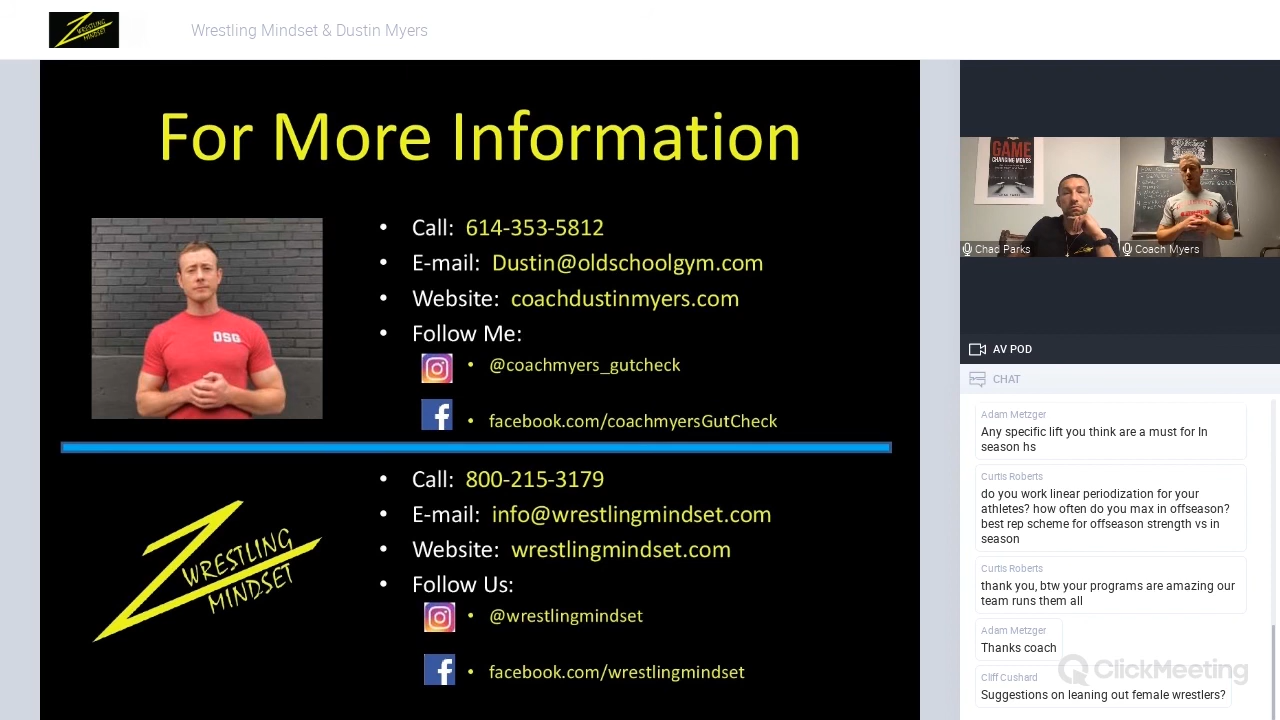 WRESTLING
MINDSET
Wrestling Mindset & Dustin Myers
For More Information
• Call: 614-353-5812
• E-mail: Dustin@oldschoolgym.com
• Website: coachdustinmyers.com
• Follow Me:
• @coachmyers_gutcheck
• facebook.com/coachmyersGutCheck
OSG
• Call: 800-215-3179
• E-mail: info@wrestlingmindset.com
• Website: wrestlingmindset.com
• Follow Us:
• @wrestlingmindset
• facebook.com/wrestlingmindset
WRESTLING
MINDSET
GAME
CHANGING MOVES
Chad Parks
Coach Myers
AV POD
CHAT
Adam Metzger
Any specific lift you think are a must for In
season hs
Curtis Roberts
do you work linear periodization for your
athletes? how often do you max in offseason?
best rep scheme for offseason strength vs in
season
Curtis Roberts
thank you, btw your programs are amazing our
team runs them all
Adam Metzger
Thanks coach
ClickMeeting
Cliff Cushard
Suggestions on leaning out female wrestlers?